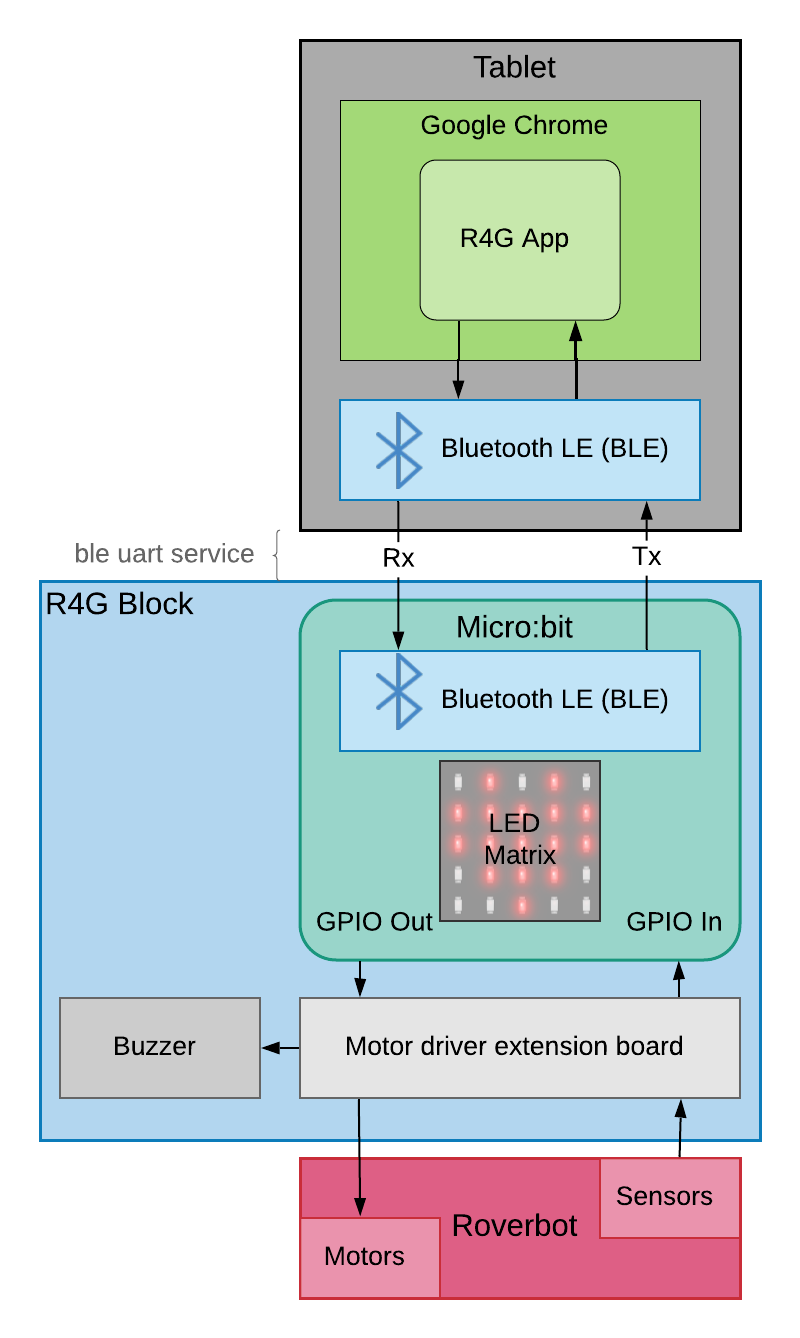 Tablet
Google Chrome
R4G App
Bluetooth LE (BLE)
ble uart service
Rx
Tx
R4G Block
Micro:bit
Bluetooth LE (BLE)
LED
Matrix
GPIO Out
GPIO In
Buzzer
Motor driver extension board
Sensors
Roverbot
Motors